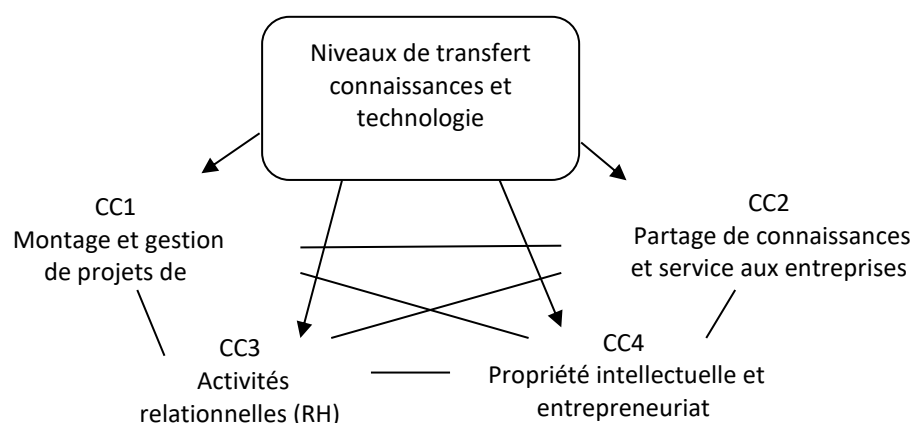 Niveaux de transfert
connaissances et
technologie
CC1
Montage et gestion
de projets de
CC2
Partage de connaissances
et service aux entreprises
CC3
Activités
relationnelles (RH)
CC4
Propriété intellectuelle et
entrepreneuriat